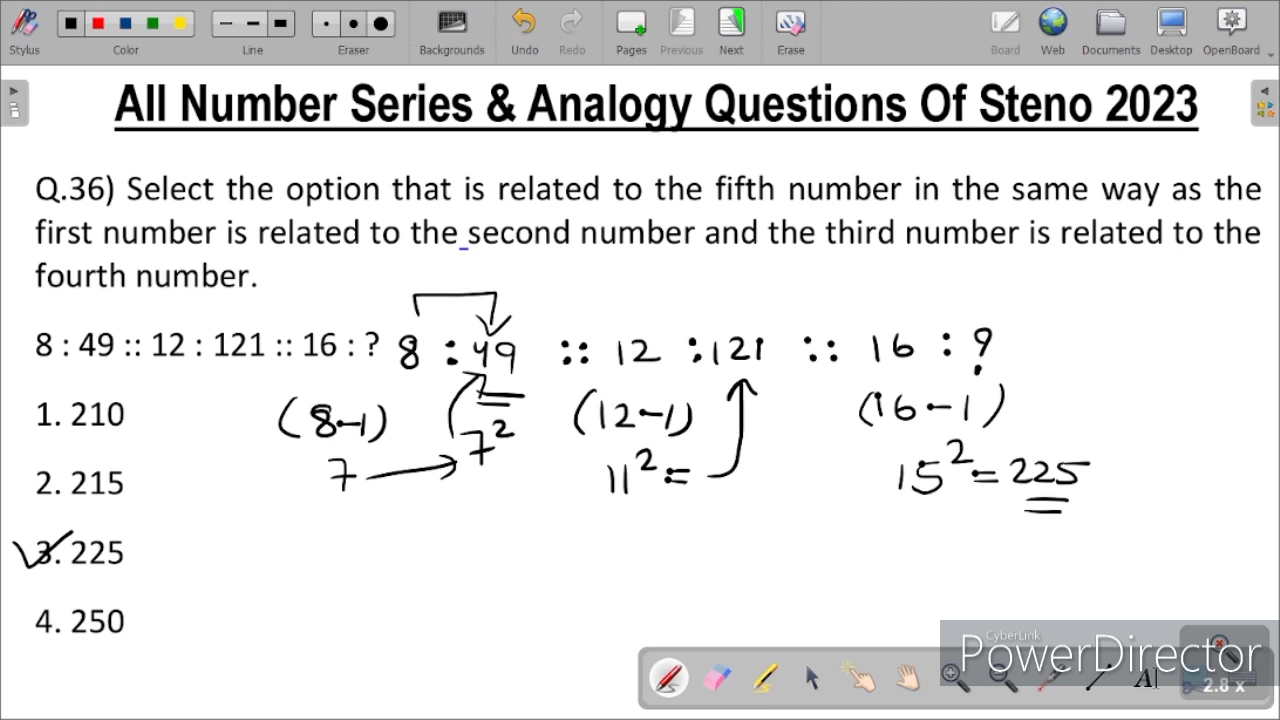 Stylus Color Line Eraser Backgrounds Undo Redo Pages Previous Next Erase Board Web Documents Desktop OpenBoard
All Number Series & Analogy Questions Of Steno 2023
Q.36) Select the option that is related to the fifth number in the same way as the
first number is related to the second number and the third number is related to the
fourth number.
8 : 49 :: 12 : 121 :: 16 : ? 8 : 49 :: 12 : 121 :: 16 : ?
1. 210 (8-1) 7² (12-1) (16-1)
7 11² = 15² = 225
2. 215
3. 225
4. 250
CyberLink
PowerDirector
2.8 x